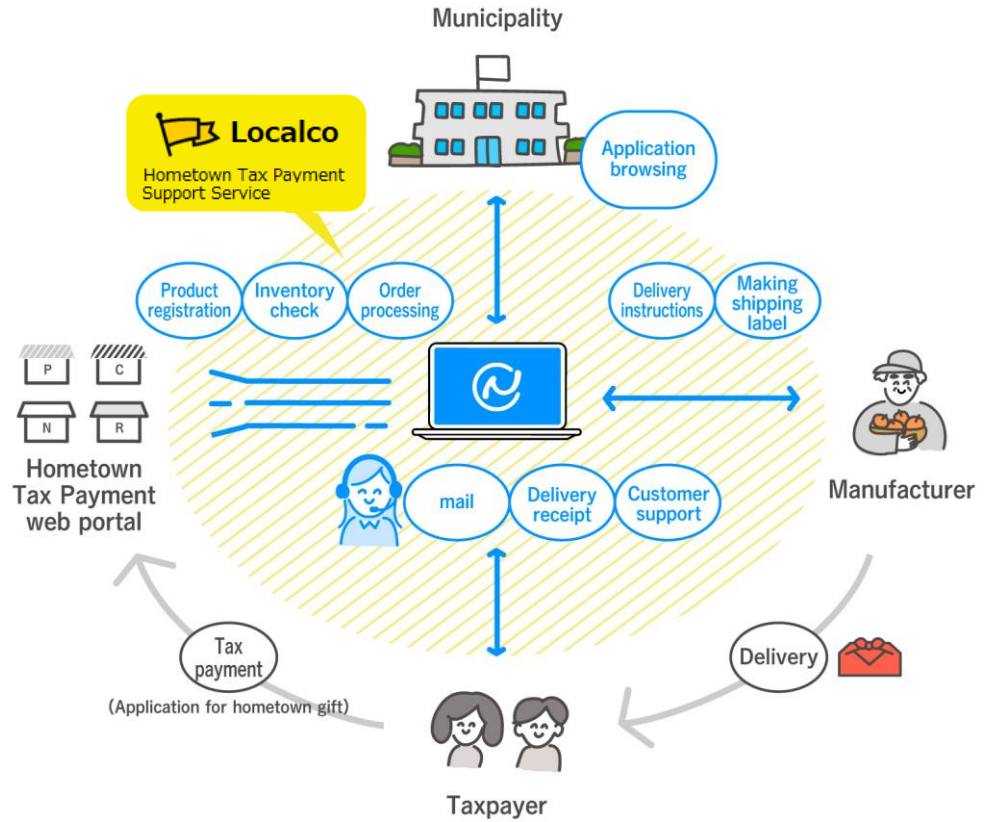 Municipality
Localco
Hometown Tax Payment
Support Service
Application
browsing
Product
registration
Inventory
check
Order
processing
Delivery
instructions
Making
shipping
label
P
C
N
R
Hometown
Tax Payment
web portal
Manufacturer
mail
Delivery
receipt
Customer
support
Tax
payment
(Application for hometown gift)
Delivery
Taxpayer